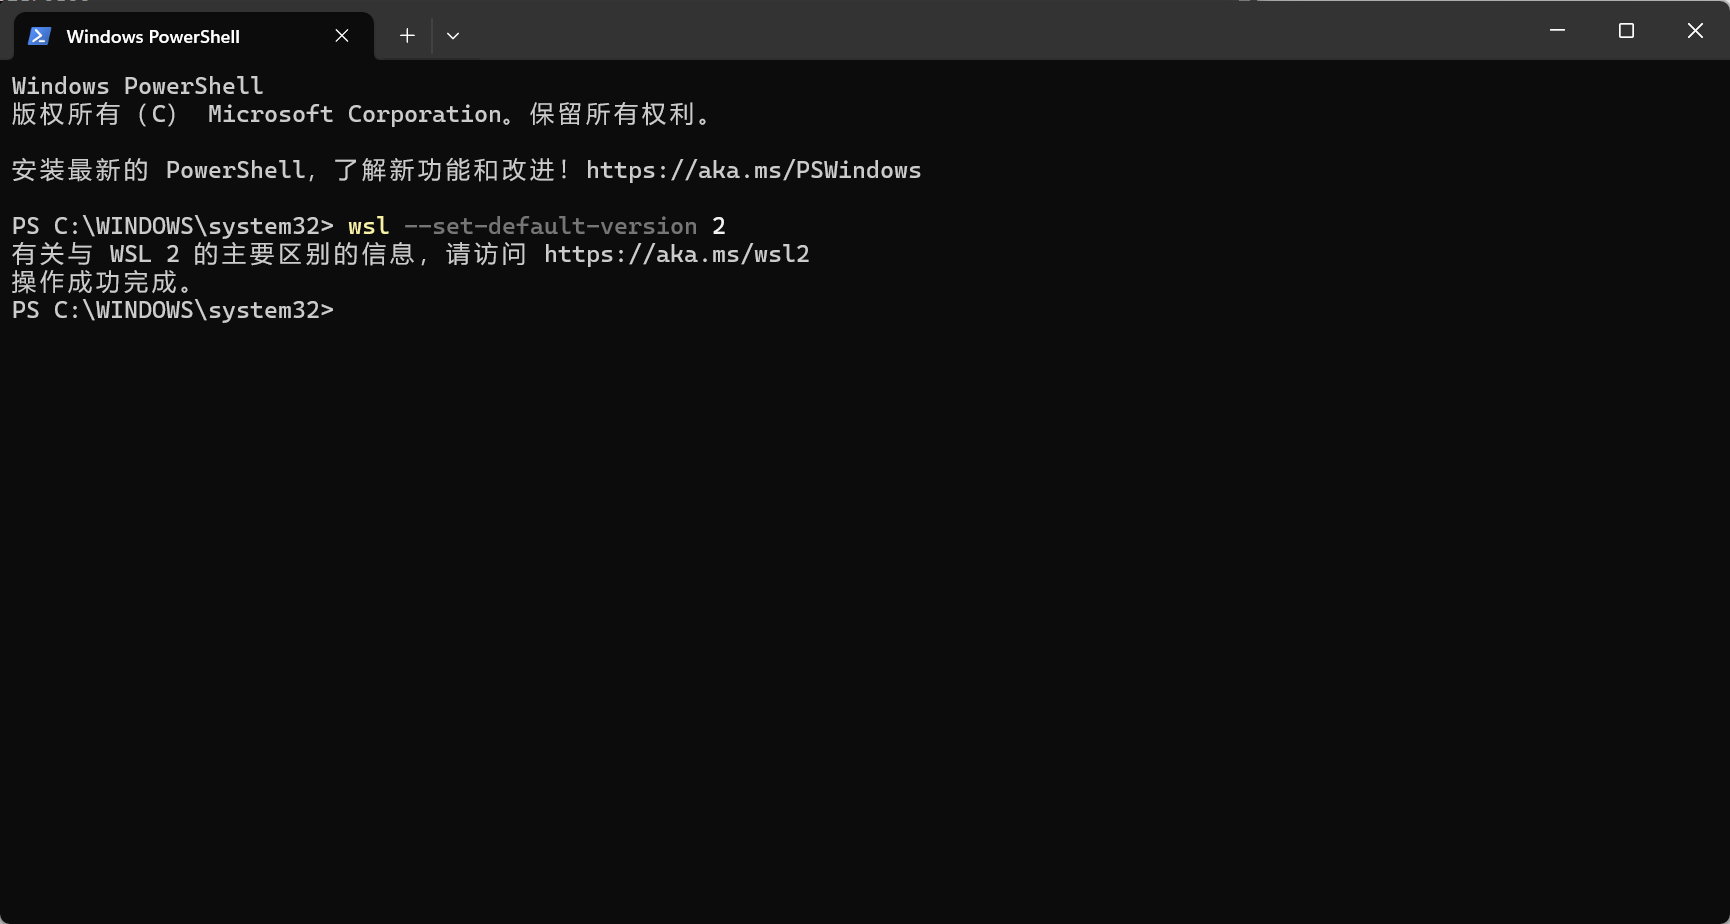 Windows PowerShell
Windows PowerShell
版权所有（C） Microsoft Corporation。保留所有权利。
安装最新的 PowerShell，了解新功能和改进！https://aka.ms/PSWindows
PS C:\WINDOWS\system32> wsl --set-default-version 2
有关与 WSL 2 的主要区别的信息，请访问 https://aka.ms/wsl2
操作成功完成。
PS C:\WINDOWS\system32>